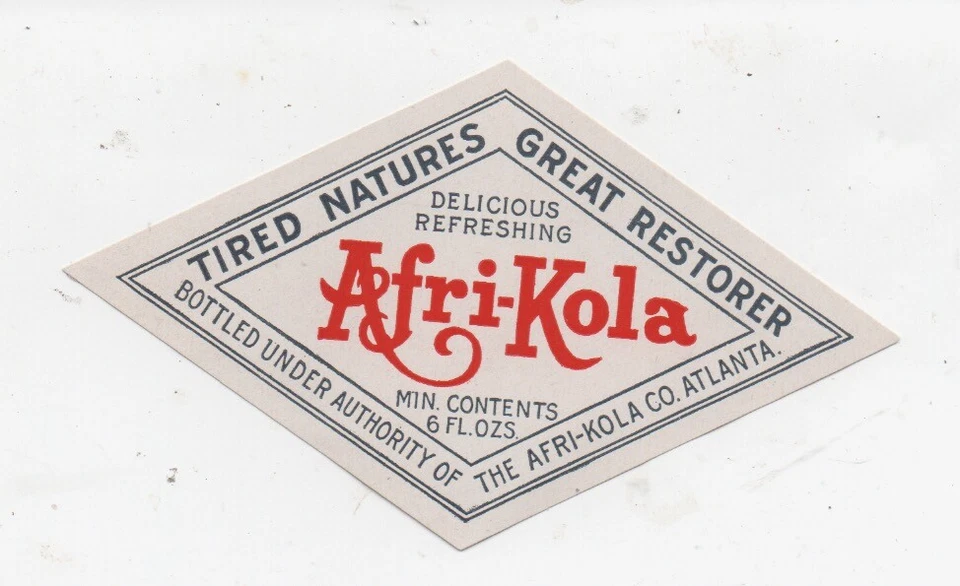 TIRED NATURES GREAT RESTORER
DELICIOUS
REFRESHING
Afri-Kola
MIN. CONTENTS
6 FL.OZS.
BOTTLED UNDER AUTHORITY OF THE AFRI-KOLA CO. ATLANTA.